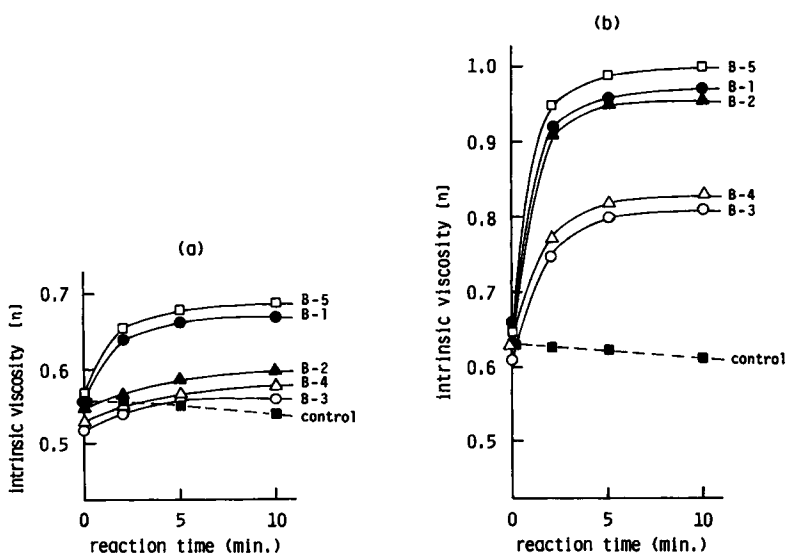 (a)
intrinsic viscosity [η]
0.7
0.6
0.5
B-5
B-1
B-2
B-4
B-3
control
0 5 10
reaction time (min.)
(b)
intrinsic viscosity [η]
1.0
0.9
0.8
0.7
0.6
0.5
B-5
B-1
B-2
B-4
B-3
control
0 5 10
reaction time (min.)